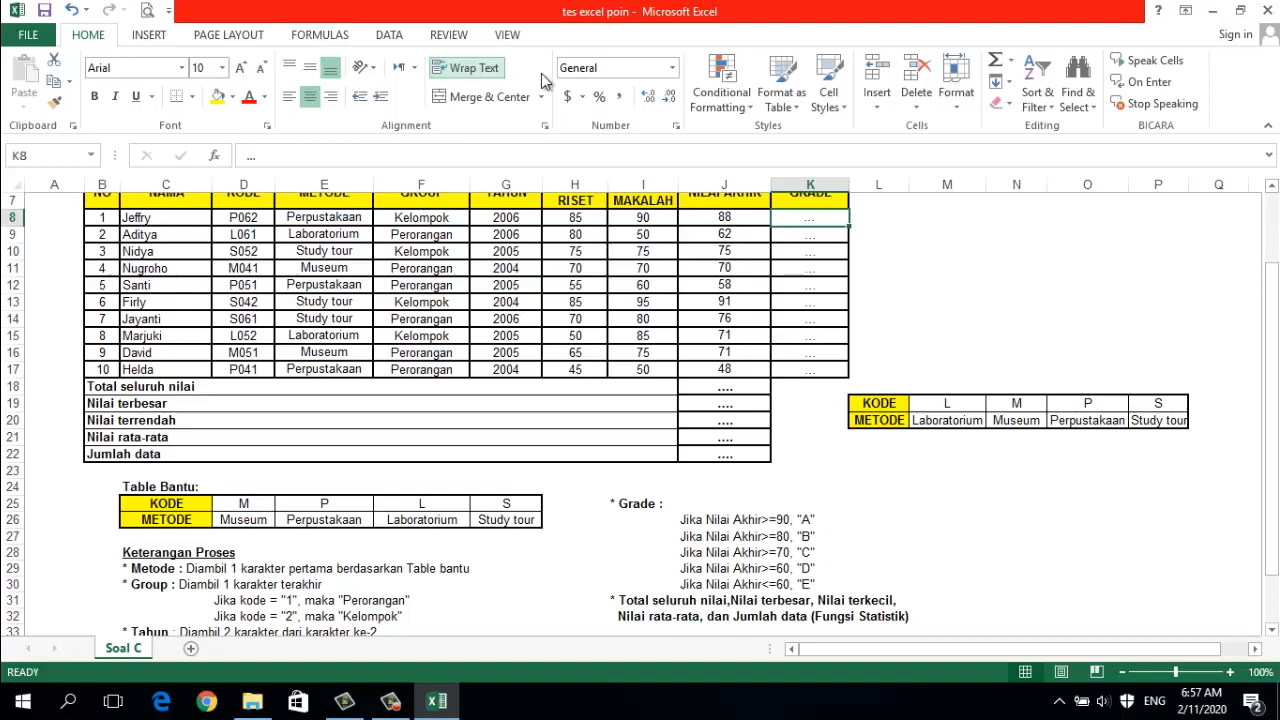 tes excel poin - Microsoft Excel
FILE HOME INSERT PAGE LAYOUT FORMULAS DATA REVIEW VIEW Sign in
Paste Arial 10 Wrap Text General Conditional Formatting Format as Table Cell Styles Insert Delete Format Sort & Filter Find & Select Speak Cells
B I U Merge & Center $ % , On Enter
Stop Speaking
Clipboard Font Alignment Number Styles Cells Editing BICARA
K8 fx ...
A B C D E F G H I J K L M N O P Q
7 NO NAMA KODE METODE GROUP TAHUN RISET MAKALAH NILAI AKHIR GRADE
8 1 Jeffry P062 Perpustakaan Kelompok 2006 85 90 88 ...
9 2 Aditya L061 Laboratorium Perorangan 2006 80 50 62 ...
10 3 Nidya S052 Study tour Kelompok 2005 75 75 75 ...
11 4 Nugroho M041 Museum Perorangan 2004 70 70 70 ...
12 5 Santi P051 Perpustakaan Perorangan 2005 55 60 58 ...
13 6 Firly S042 Study tour Kelompok 2004 85 95 91 ...
14 7 Jayanti S061 Study tour Perorangan 2006 70 80 76 ...
15 8 Marjuki L052 Laboratorium Kelompok 2005 50 85 71 ...
16 9 David M051 Museum Perorangan 2005 65 75 71 ...
17 10 Helda P041 Perpustakaan Perorangan 2004 45 50 48 ...
18 Total seluruh nilai ....
19 Nilai terbesar .... KODE L M P S
20 Nilai terrendah .... METODE Laboratorium Museum Perpustakaan Study tour
21 Nilai rata-rata ....
22 Jumlah data ....
23
24 Table Bantu:
25 KODE M P L S * Grade :
26 METODE Museum Perpustakaan Laboratorium Study tour Jika Nilai Akhir>=90, "A"
27 Jika Nilai Akhir>=80, "B"
28 Keterangan Proses Jika Nilai Akhir>=70, "C"
29 * Metode : Diambil 1 karakter pertama berdasarkan Table bantu Jika Nilai Akhir>=60, "D"
30 * Group : Diambil 1 karakter terakhir Jika Nilai Akhir<=60, "E"
31 Jika kode = "1", maka "Perorangan" * Total seluruh nilai,Nilai terbesar, Nilai terkecil,
32 Jika kode = "2", maka "Kelompok" Nilai rata-rata, dan Jumlah data (Fungsi Statistik)
33 * Tahun : Diambil 2 karakter dari karakter ke-2
Soal C
READY 100%
ENG 6:57 AM
2/11/2020 2